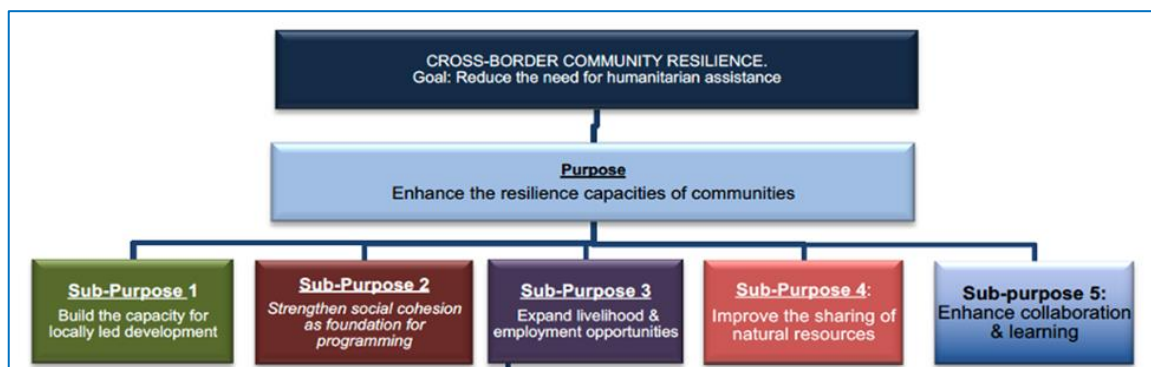 CROSS-BORDER COMMUNITY RESILIENCE.
Goal: Reduce the need for humanitarian assistance
Purpose
Enhance the resilience capacities of communities
Sub-Purpose 1
Build the capacity for
locally led development
Sub-Purpose 2
Strengthen social cohesion
as foundation for
programming
Sub-Purpose 3
Expand livelihood &
employment opportunities
Sub-Purpose 4:
Improve the sharing of
natural resources
Sub-purpose 5:
Enhance collaboration
& learning